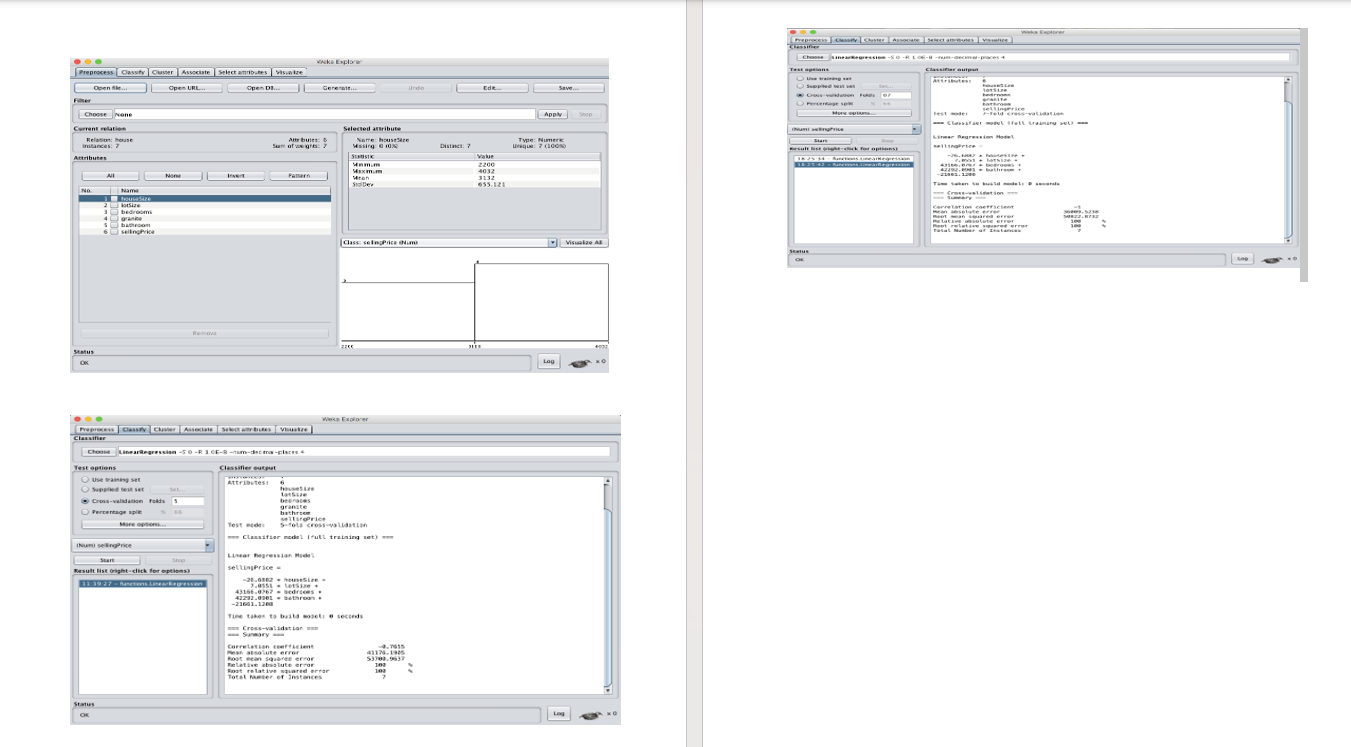 Weka Explorer
Preprocess Classify Cluster Associate Select attributes Visualize
Open file... Open URL... Open DB... Generate... Undo Edit... Save...
Filter
Choose None Apply Stop
Current relation
Relation: house Attributes: 6
Instances: 7 Sum of weights: 7
Attributes
All None Invert Pattern
No. Name
1 houseSize
2 lotSize
3 bedrooms
4 granite
5 bathroom
6 sellingPrice
Remove
Selected attribute
Name: houseSize Type: Numeric
Missing: 0 (0%) Distinct: 7 Unique: 7 (100%)
Statistic Value
Minimum 2200
Maximum 4032
Mean 3132
StdDev 655.121
Class: sellingPrice (Num) Visualize All
Status
OK Log x 0
Weka Explorer
Preprocess Classify Cluster Associate Select attributes Visualize
Classifier
Choose LinearRegression -S 0 -R 1.0E-8 -num-decimal-places 4
Test options
Use training set
Supplied test set Set...
Cross-validation Folds 5
Percentage split % 66
More options...
(Num) sellingPrice
Start Stop
Result list (right-click for options)
11:39:27 - functions.LinearRegression
Classifier output
Attributes: 6
houseSize
lotSize
bedrooms
granite
bathroom
sellingPrice
Test mode: 5-fold cross-validation
=== Classifier model (full training set) ===
Linear Regression Model
sellingPrice =
-26.6882 * houseSize +
7.0551 * lotSize +
43166.0767 * bedrooms +
42292.0901 * bathroom +
-21661.1208
Time taken to build model: 0 seconds
=== Cross-validation ===
=== Summary ===
Correlation coefficient -0.7655
Mean absolute error 41176.1905
Root mean squared error 53700.9637
Relative absolute error 100 %
Root relative squared error 100 %
Total Number of Instances 7
Status
OK Log x 0
Weka Explorer
Preprocess Classify Cluster Associate Select attributes Visualize
Classifier
Choose LinearRegression -S 0 -R 1.0E-8 -num-decimal-places 4
Test options
Use training set
Supplied test set Set...
Cross-validation Folds 07
Percentage split % 66
More options...
(Num) sellingPrice
Start Stop
Result list (right-click for options)
functions.LinearRegression
functions.LinearRegression
Classifier output
Attributes: 6
houseSize
lotSize
bedrooms
granite
bathroom
sellingPrice
Test mode: 7-fold cross-validation
=== Classifier model (full training set) ===
Linear Regression Model
sellingPrice =
-26.6882 * houseSize +
7.0551 * lotSize +
43166.0767 * bedrooms +
42292.0901 * bathroom +
-21661.1208
Time taken to build model: 0 seconds
=== Cross-validation ===
=== Summary ===
Correlation coefficient -1
Mean absolute error 36009.5238
Root mean squared error
Relative absolute error 100 %
Root relative squared error 100 %
Total Number of Instances 7
Status
OK Log x 0